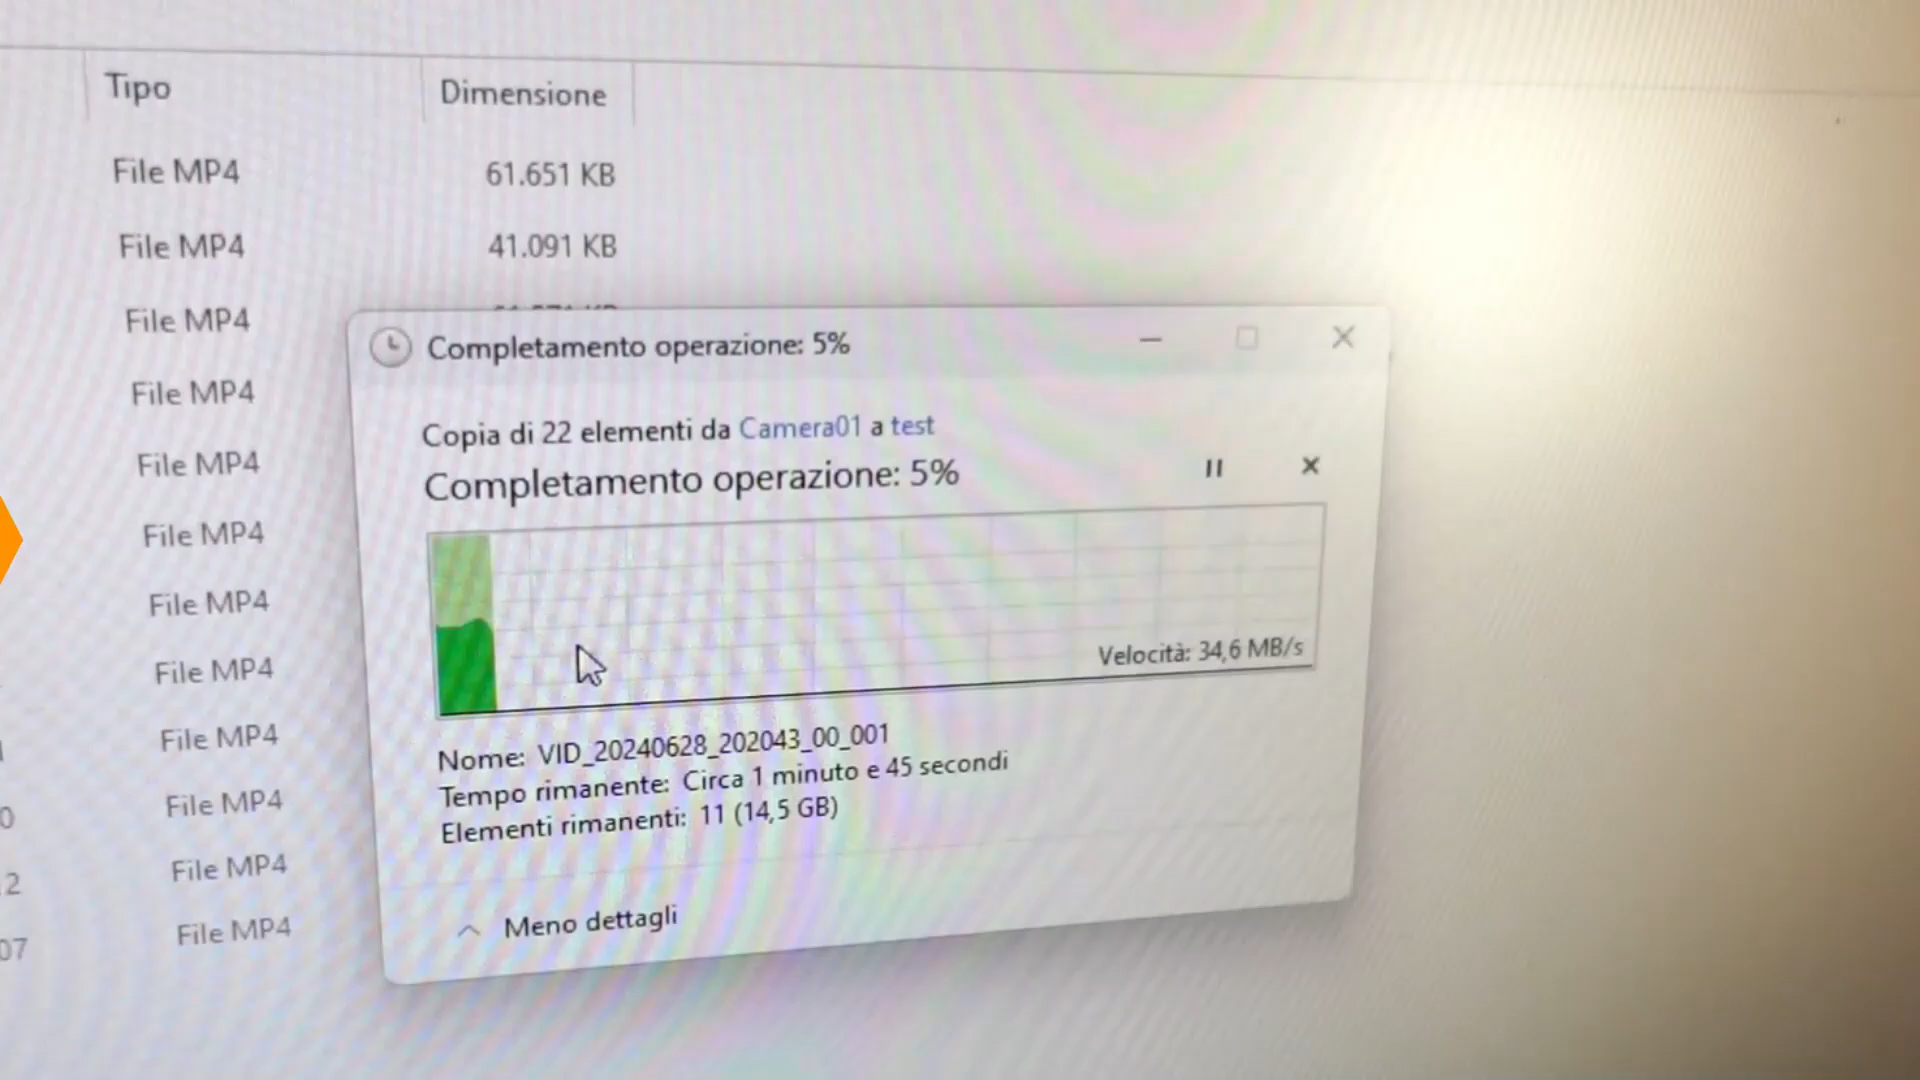 Tipo Dimensione
File MP4 61.651 KB
File MP4 41.091 KB
File MP4
File MP4
File MP4
File MP4
File MP4
File MP4
File MP4
File MP4
File MP4
File MP4
Completamento operazione: 5%
Copia di 22 elementi da Camera01 a test
Completamento operazione: 5%
Velocità: 34,6 MB/s
Nome: VID_20240628_202043_00_001
Tempo rimanente: Circa 1 minuto e 45 secondi
Elementi rimanenti: 11 (14,5 GB)
Meno dettagli